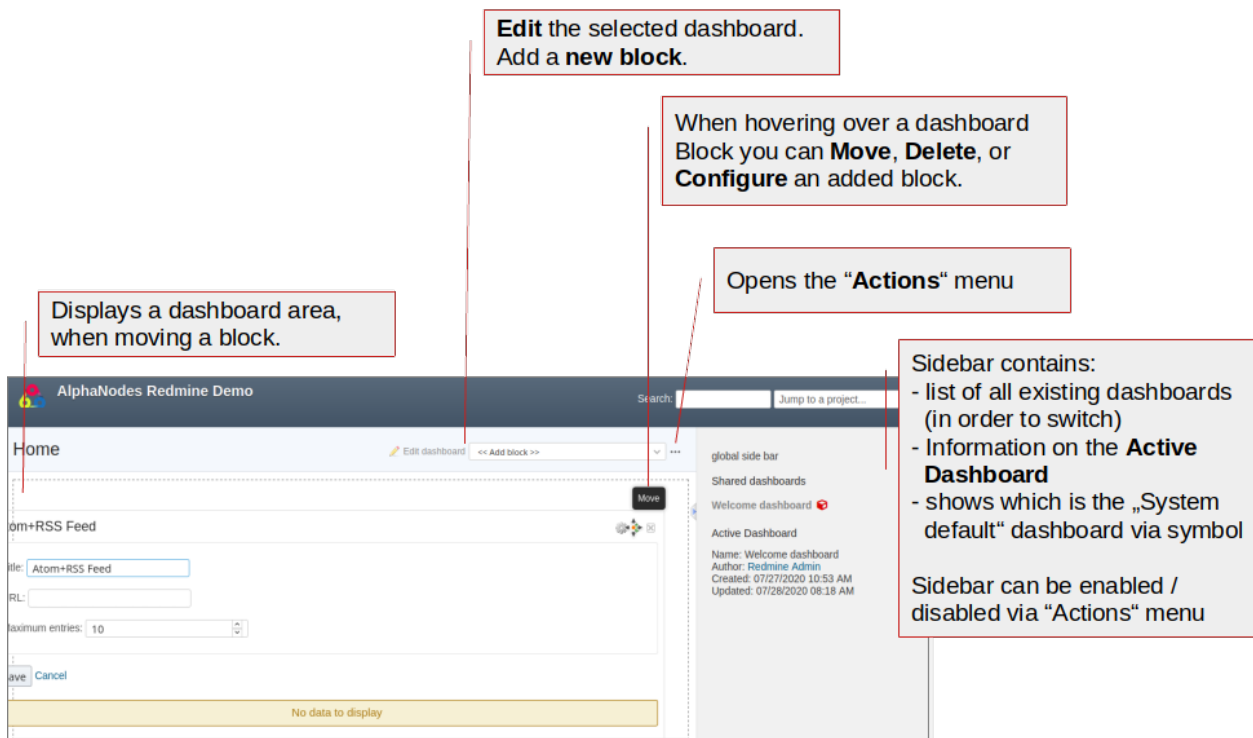 Edit the selected dashboard.
Add a new block.
When hovering over a dashboard
Block you can Move, Delete, or
Configure an added block.
Opens the “Actions“ menu
Displays a dashboard area,
when moving a block.
Sidebar contains:
- list of all existing dashboards
(in order to switch)
- Information on the Active
Dashboard
- shows which is the „System
default“ dashboard via symbol
Sidebar can be enabled /
disabled via “Actions“ menu
AlphaNodes Redmine Demo
Search:
Jump to a project...
Home
Edit dashboard
<< Add block >>
•••
Move
om+RSS Feed
itle:
Atom+RSS Feed
RL:
aximum entries:
10
ave
Cancel
No data to display
global side bar
Shared dashboards
Welcome dashboard
Active Dashboard
Name: Welcome dashboard
Author: Redmine Admin
Created: 07/27/2020 10:53 AM
Updated: 07/28/2020 08:18 AM